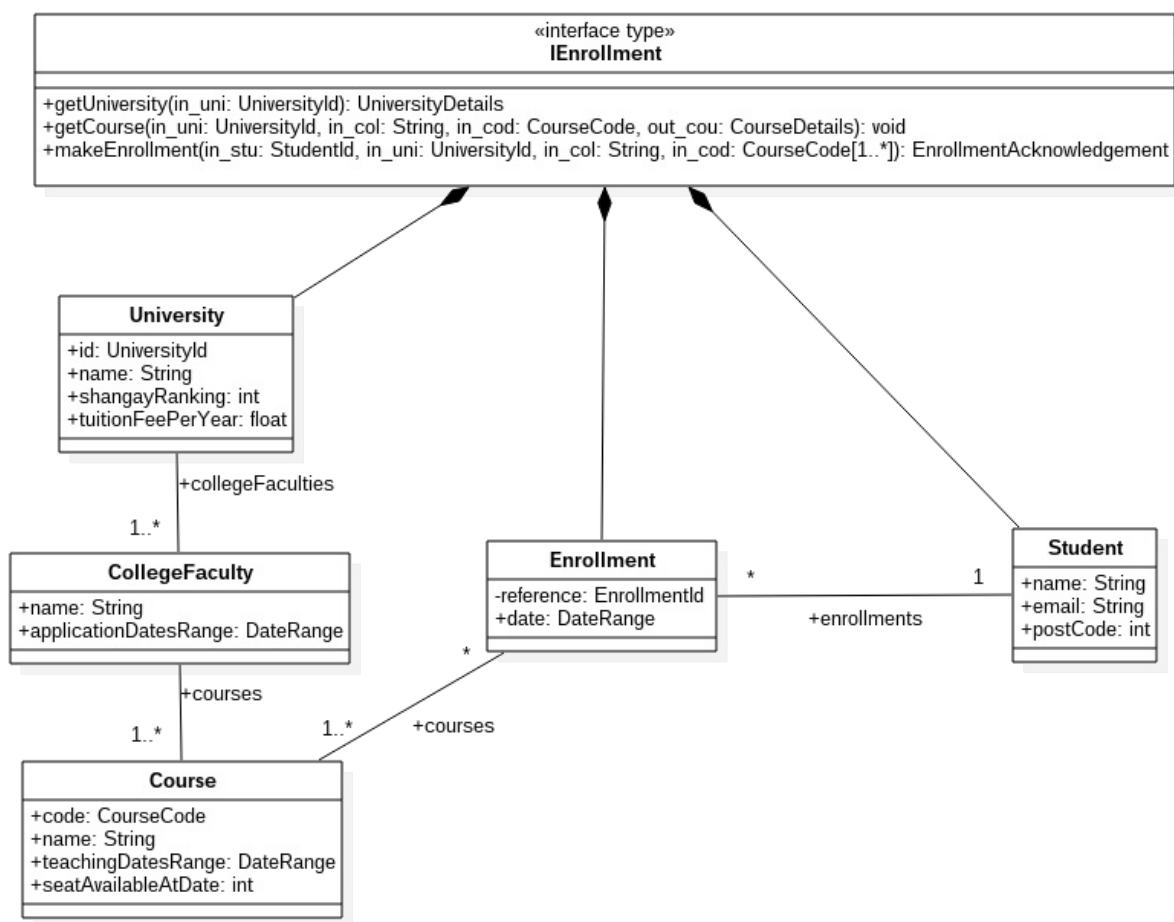 «interface type»
IEnrollment
+getUniversity(in_uni: UniversityId): UniversityDetails
+getCourse(in_uni: UniversityId, in_col: String, in_cod: CourseCode, out_cou: CourseDetails): void
+makeEnrollment(in_stu: StudentId, in_uni: UniversityId, in_col: String, in_cod: CourseCode[1..*]): EnrollmentAcknowledgement
University
+id: UniversityId
+name: String
+shangayRanking: int
+tuitionFeePerYear: float
+collegeFaculties
1..*
CollegeFaculty
+name: String
+applicationDatesRange: DateRange
+courses
1..*
Enrollment
-reference: EnrollmentId
+date: DateRange
*
1
+enrollments
Student
+name: String
+email: String
+postCode: int
*
1..*
+courses
Course
+code: CourseCode
+name: String
+teachingDatesRange: DateRange
+seatAvailableAtDate: int